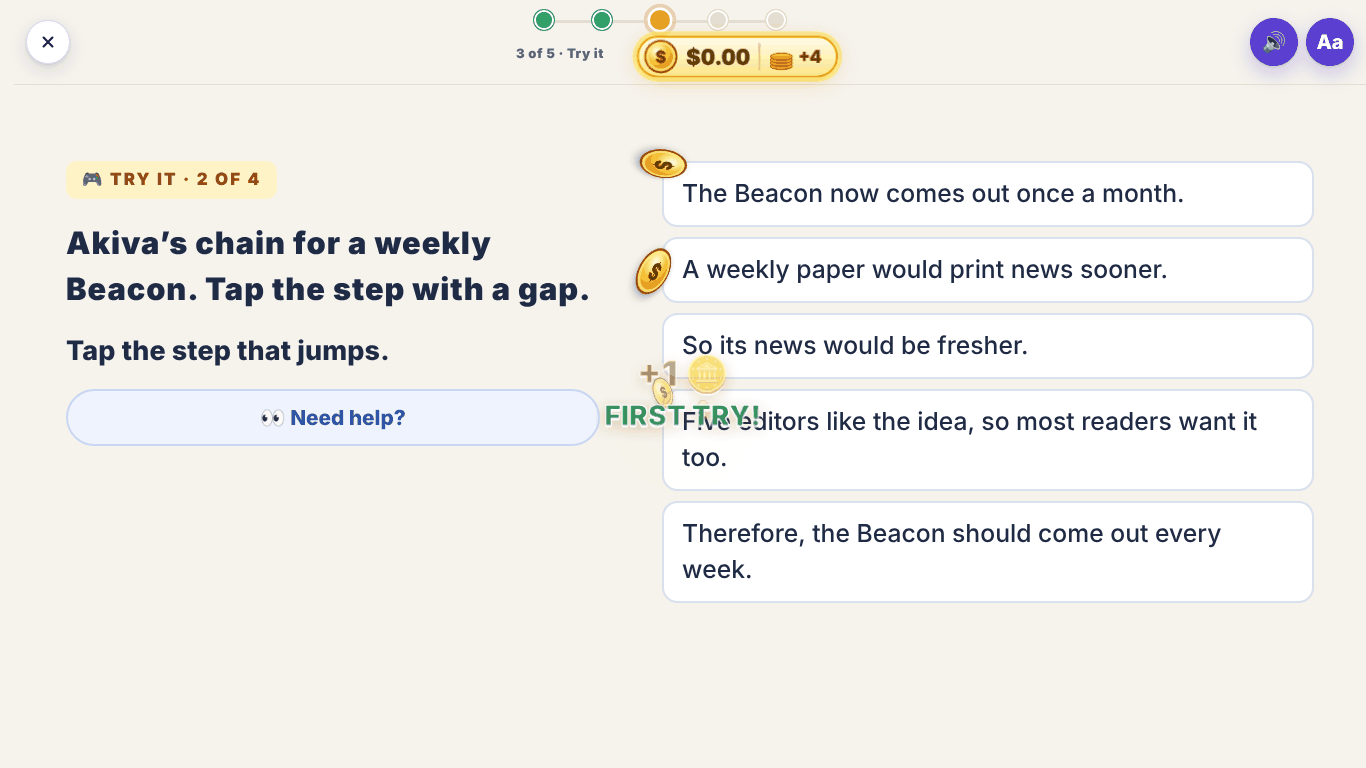 3 of 5 · Try it
$0.00
+4
Aa
TRY IT · 2 OF 4
Akiva’s chain for a weekly
Beacon. Tap the step with a gap.
Tap the step that jumps.
Need help?
The Beacon now comes out once a month.
A weekly paper would print news sooner.
So its news would be fresher.
+1
FIRST TRY!
Five editors like the idea, so most readers want it
too.
Therefore, the Beacon should come out every
week.